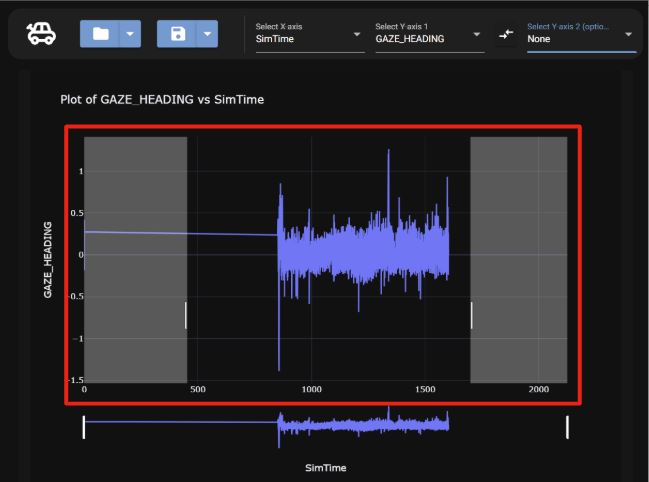 Select X-axis
SimTime
Select Y-axis 1
GAZE_HEADING
Select Y-axis 2 (optio...
None
Plot of GAZE_HEADING vs SimTime
GAZE_HEADING
1
0.5
0
-0.5
−1
-1.5
0
500
1000
1500
2000
SimTime